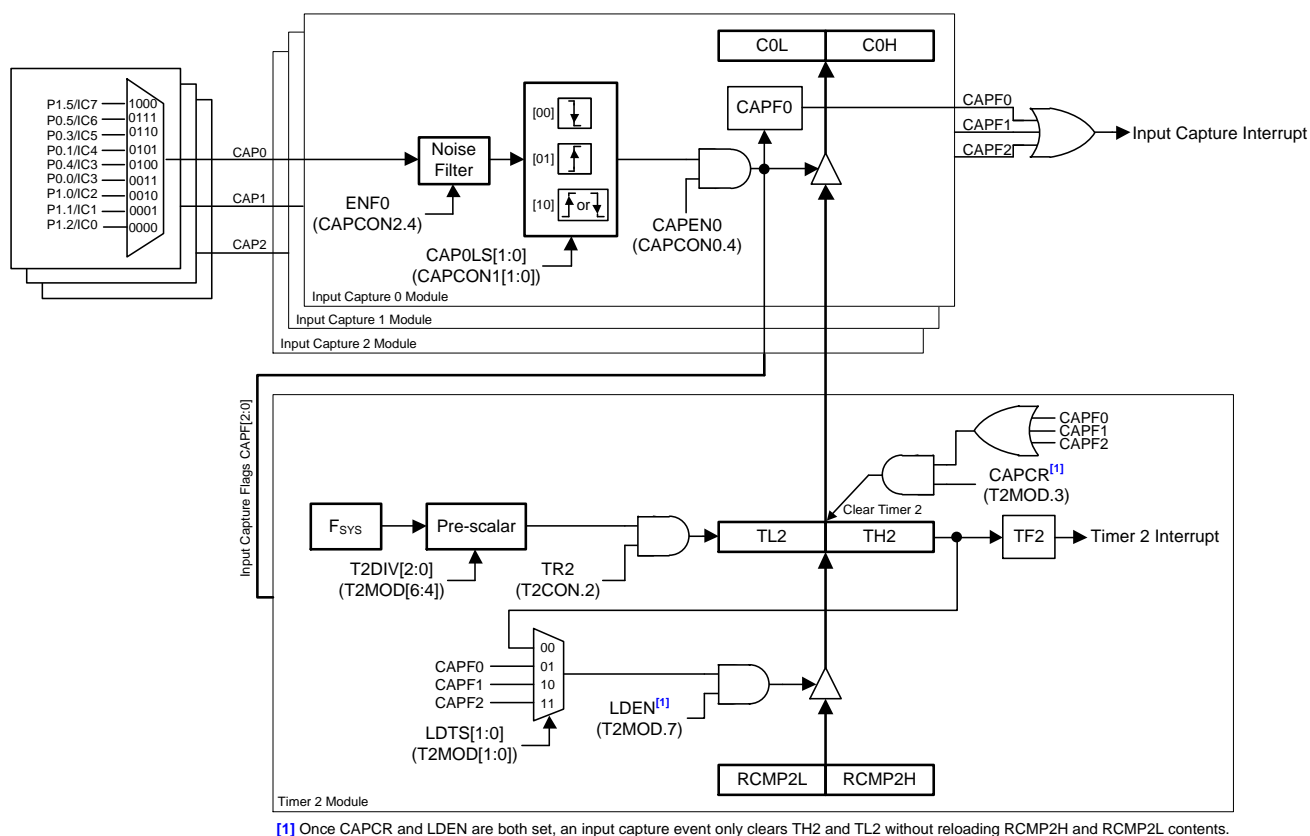 C0L
C0H
P1.5/IC7
1000
P0.5/IC6
0111
P0.3/IC5
0110
P0.1/IC4
0101
P0.4/IC3
0100
P0.0/IC3
0011
P1.0/IC2
0010
P1.1/IC1
0001
P1.2/IC0
0000
CAP0
CAP1
CAP2
Noise
Filter
ENF0
(CAPCON2.4)
[00]
[01]
[10]
or
CAP0LS[1:0]
(CAPCON1[1:0])
CAPEN0
(CAPCON0.4)
CAPF0
CAPF0
CAPF1
CAPF2
Input Capture Interrupt
Input Capture 0 Module
Input Capture 1 Module
Input Capture 2 Module
Input Capture Flags CAPF[2:0]
CAPF0
CAPF1
CAPF2
CAPCR[1]
(T2MOD.3)
Clear Timer 2
FSYS
Pre-scalar
T2DIV[2:0]
(T2MOD[6:4])
TR2
(T2CON.2)
TL2
TH2
TF2
Timer 2 Interrupt
00
CAPF0
01
CAPF1
10
CAPF2
11
LDTS[1:0]
(T2MOD[1:0])
LDEN[1]
(T2MOD.7)
RCMP2L
RCMP2H
Timer 2 Module
[1] Once CAPCR and LDEN are both set, an input capture event only clears TH2 and TL2 without reloading RCMP2H and RCMP2L contents.